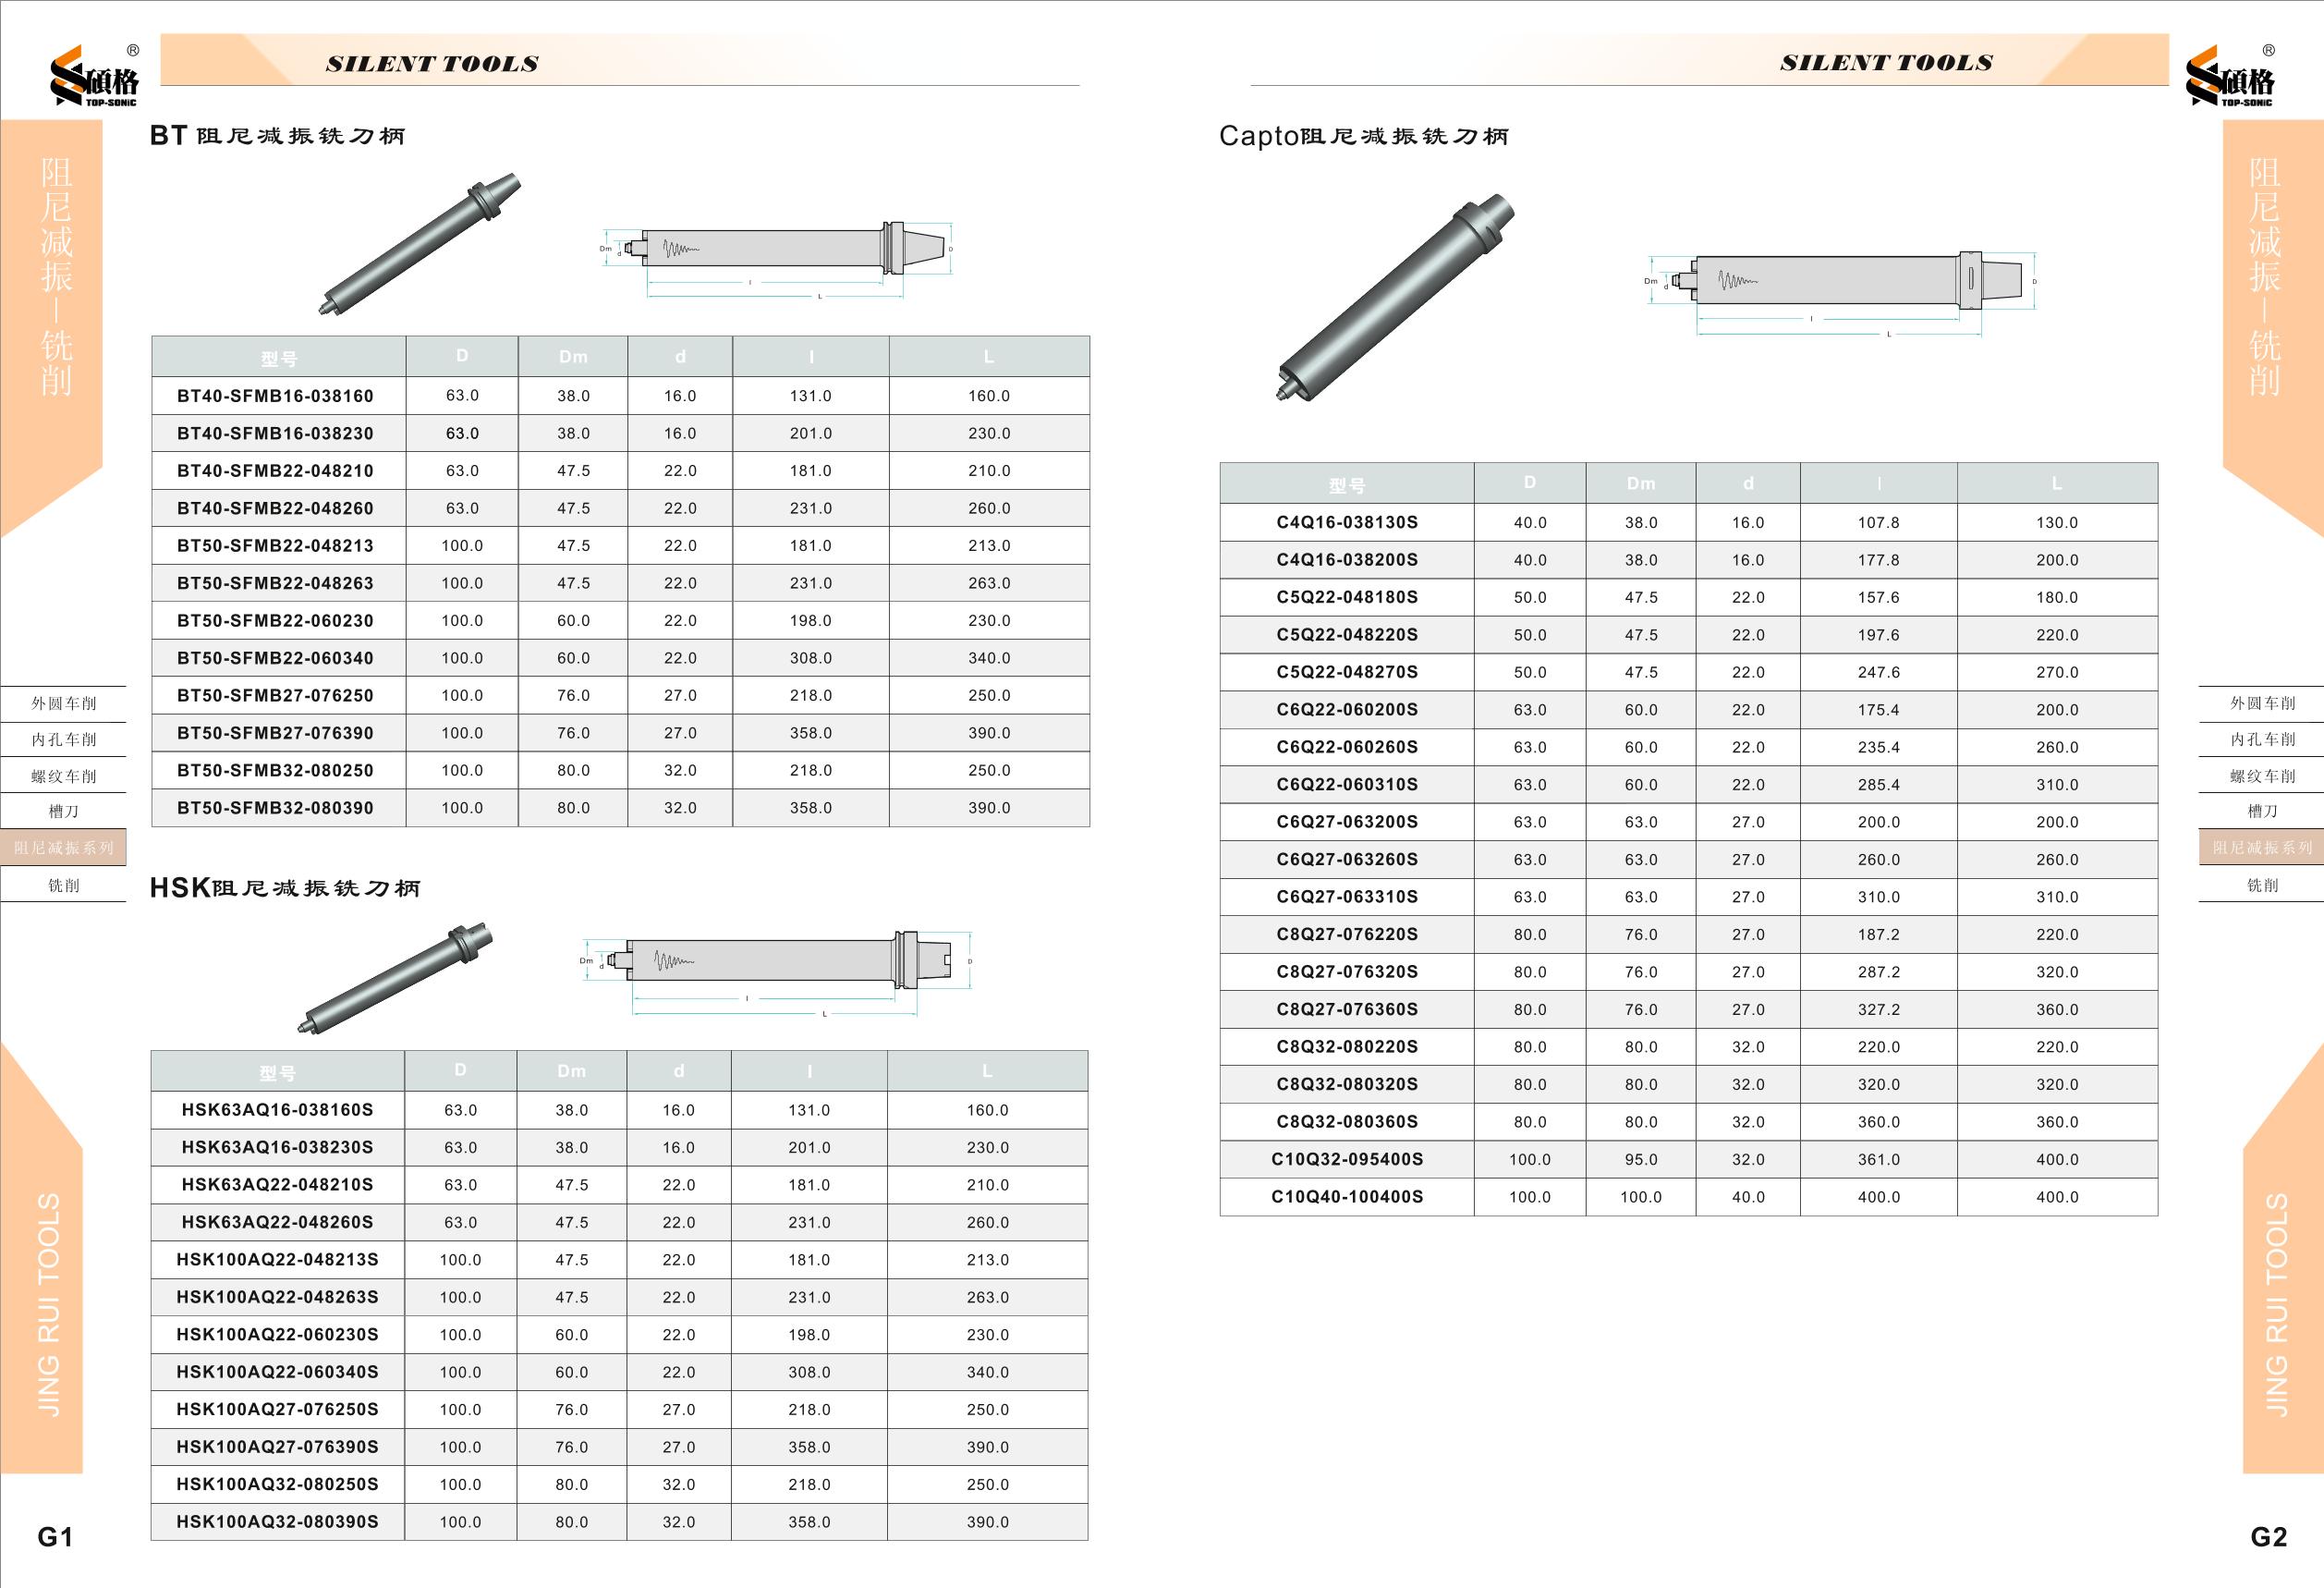 SILENT TOOLS
碩格
®
TOP-SONIC
阻尼减振—铣削
BT 阻尼减振铣刀柄
Dm
d
D
l
L
型号 D Dm d l L
BT40-SFMB16-038160 63.0 38.0 16.0 131.0 160.0
BT40-SFMB16-038230 63.0 38.0 16.0 201.0 230.0
BT40-SFMB22-048210 63.0 47.5 22.0 181.0 210.0
BT40-SFMB22-048260 63.0 47.5 22.0 231.0 260.0
BT50-SFMB22-048213 100.0 47.5 22.0 181.0 213.0
BT50-SFMB22-048263 100.0 47.5 22.0 231.0 263.0
BT50-SFMB22-060230 100.0 60.0 22.0 198.0 230.0
BT50-SFMB22-060340 100.0 60.0 22.0 308.0 340.0
BT50-SFMB27-076250 100.0 76.0 27.0 218.0 250.0
BT50-SFMB27-076390 100.0 76.0 27.0 358.0 390.0
BT50-SFMB32-080250 100.0 80.0 32.0 218.0 250.0
BT50-SFMB32-080390 100.0 80.0 32.0 358.0 390.0
外圆车削
内孔车削
螺纹车削
槽刀
阻尼减振系列
铣削
HSK阻尼减振铣刀柄
Dm
d
D
l
L
型号 D Dm d l L
HSK63AQ16-038160S 63.0 38.0 16.0 131.0 160.0
HSK63AQ16-038230S 63.0 38.0 16.0 201.0 230.0
HSK63AQ22-048210S 63.0 47.5 22.0 181.0 210.0
HSK63AQ22-048260S 63.0 47.5 22.0 231.0 260.0
HSK100AQ22-048213S 100.0 47.5 22.0 181.0 213.0
HSK100AQ22-048263S 100.0 47.5 22.0 231.0 263.0
HSK100AQ22-060230S 100.0 60.0 22.0 198.0 230.0
HSK100AQ22-060340S 100.0 60.0 22.0 308.0 340.0
HSK100AQ27-076250S 100.0 76.0 27.0 218.0 250.0
HSK100AQ27-076390S 100.0 76.0 27.0 358.0 390.0
HSK100AQ32-080250S 100.0 80.0 32.0 218.0 250.0
HSK100AQ32-080390S 100.0 80.0 32.0 358.0 390.0
JING RUI TOOLS
G1
SILENT TOOLS
碩格
®
TOP-SONIC
阻尼减振—铣削
Capto阻尼减振铣刀柄
Dm
d
D
l
L
型号 D Dm d l L
C4Q16-038130S 40.0 38.0 16.0 107.8 130.0
C4Q16-038200S 40.0 38.0 16.0 177.8 200.0
C5Q22-048180S 50.0 47.5 22.0 157.6 180.0
C5Q22-048220S 50.0 47.5 22.0 197.6 220.0
C5Q22-048270S 50.0 47.5 22.0 247.6 270.0
C6Q22-060200S 63.0 60.0 22.0 175.4 200.0
C6Q22-060260S 63.0 60.0 22.0 235.4 260.0
C6Q22-060310S 63.0 60.0 22.0 285.4 310.0
C6Q27-063200S 63.0 63.0 27.0 200.0 200.0
C6Q27-063260S 63.0 63.0 27.0 260.0 260.0
C6Q27-063310S 63.0 63.0 27.0 310.0 310.0
C8Q27-076220S 80.0 76.0 27.0 187.2 220.0
C8Q27-076320S 80.0 76.0 27.0 287.2 320.0
C8Q27-076360S 80.0 76.0 27.0 327.2 360.0
C8Q32-080220S 80.0 80.0 32.0 220.0 220.0
C8Q32-080320S 80.0 80.0 32.0 320.0 320.0
C8Q32-080360S 80.0 80.0 32.0 360.0 360.0
C10Q32-095400S 100.0 95.0 32.0 361.0 400.0
C10Q40-100400S 100.0 100.0 40.0 400.0 400.0
外圆车削
内孔车削
螺纹车削
槽刀
阻尼减振系列
铣削
JING RUI TOOLS
G2